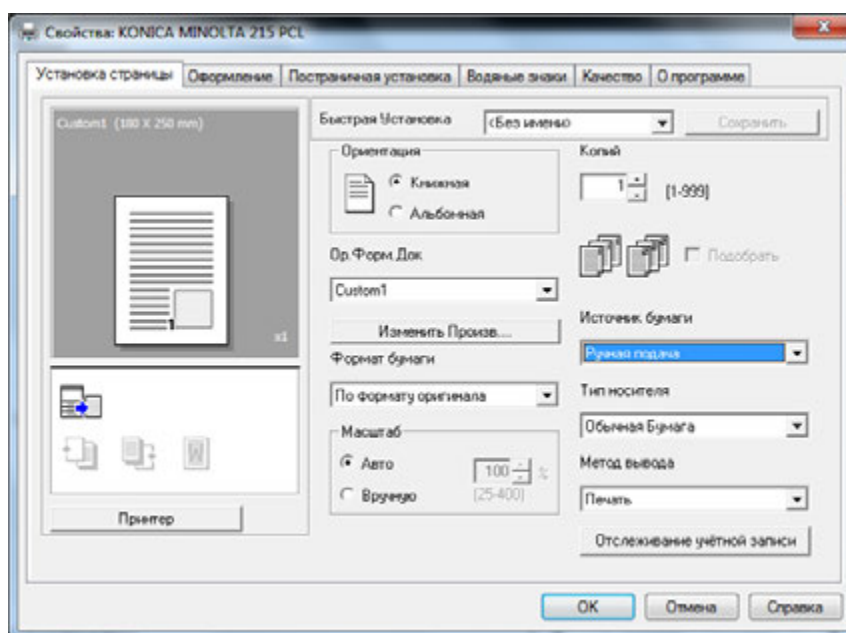 Свойства: KONICA MINOLTA 215 PCL
Установка страницы Оформление Постраничная установка Водяные знаки Качество О программе
Custom1 (180 X 250 mm)
1
x1
Принтер
Быстрая Установка <Без имени> Сохранить
Ориентация
Книжная
Альбомная
Ор.Форм.Док
Custom1
Изменить Произв....
Формат бумаги
По формату оригинала
Масштаб
Авто
Вручную
100 %
[25-400]
Копий
1 [1-999]
Подобрать
Источник бумаги
Ручная подача
Тип носителя
Обычная Бумага
Метод вывода
Печать
Отслеживание учётной записи
OK Отмена Справка